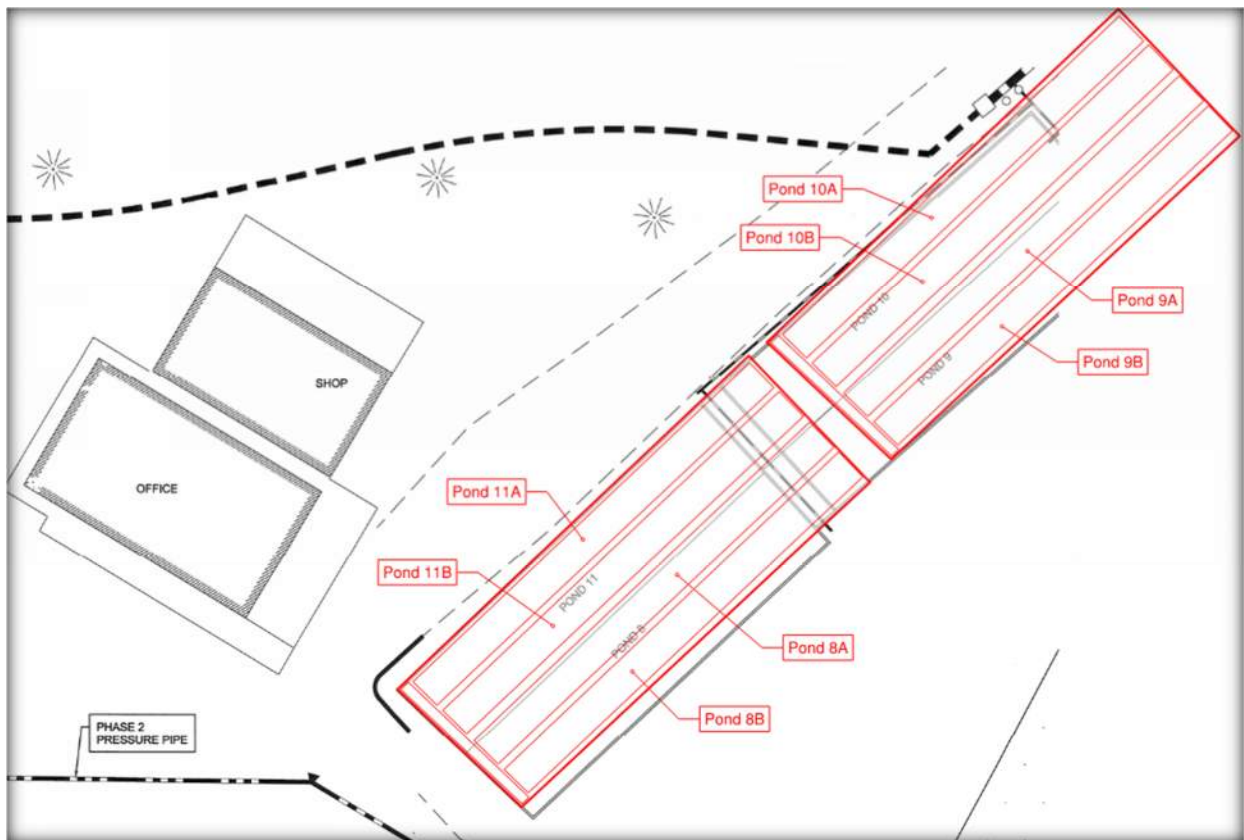 Pond 10A
Pond 10B
Pond 9A
POND 10
Pond 9B
POND 9
SHOP
OFFICE
Pond 11A
Pond 11B
POND 11
POND 8
Pond 8A
Pond 8B
PHASE 2
PRESSURE PIPE